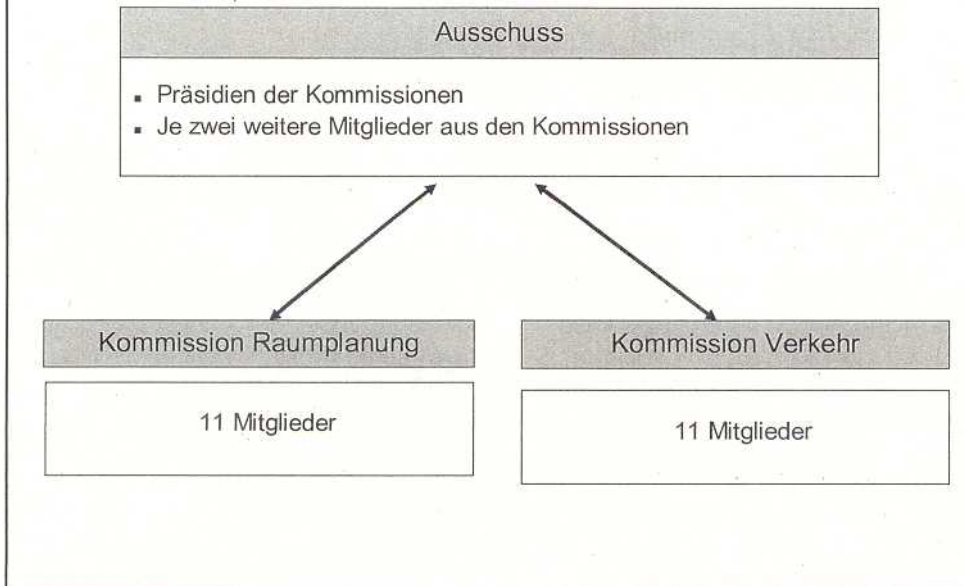 Ausschuss
▪ Präsidien der Kommissionen
▪ Je zwei weitere Mitglieder aus den Kommissionen
Kommission Raumplanung
11 Mitglieder
Kommission Verkehr
11 Mitglieder